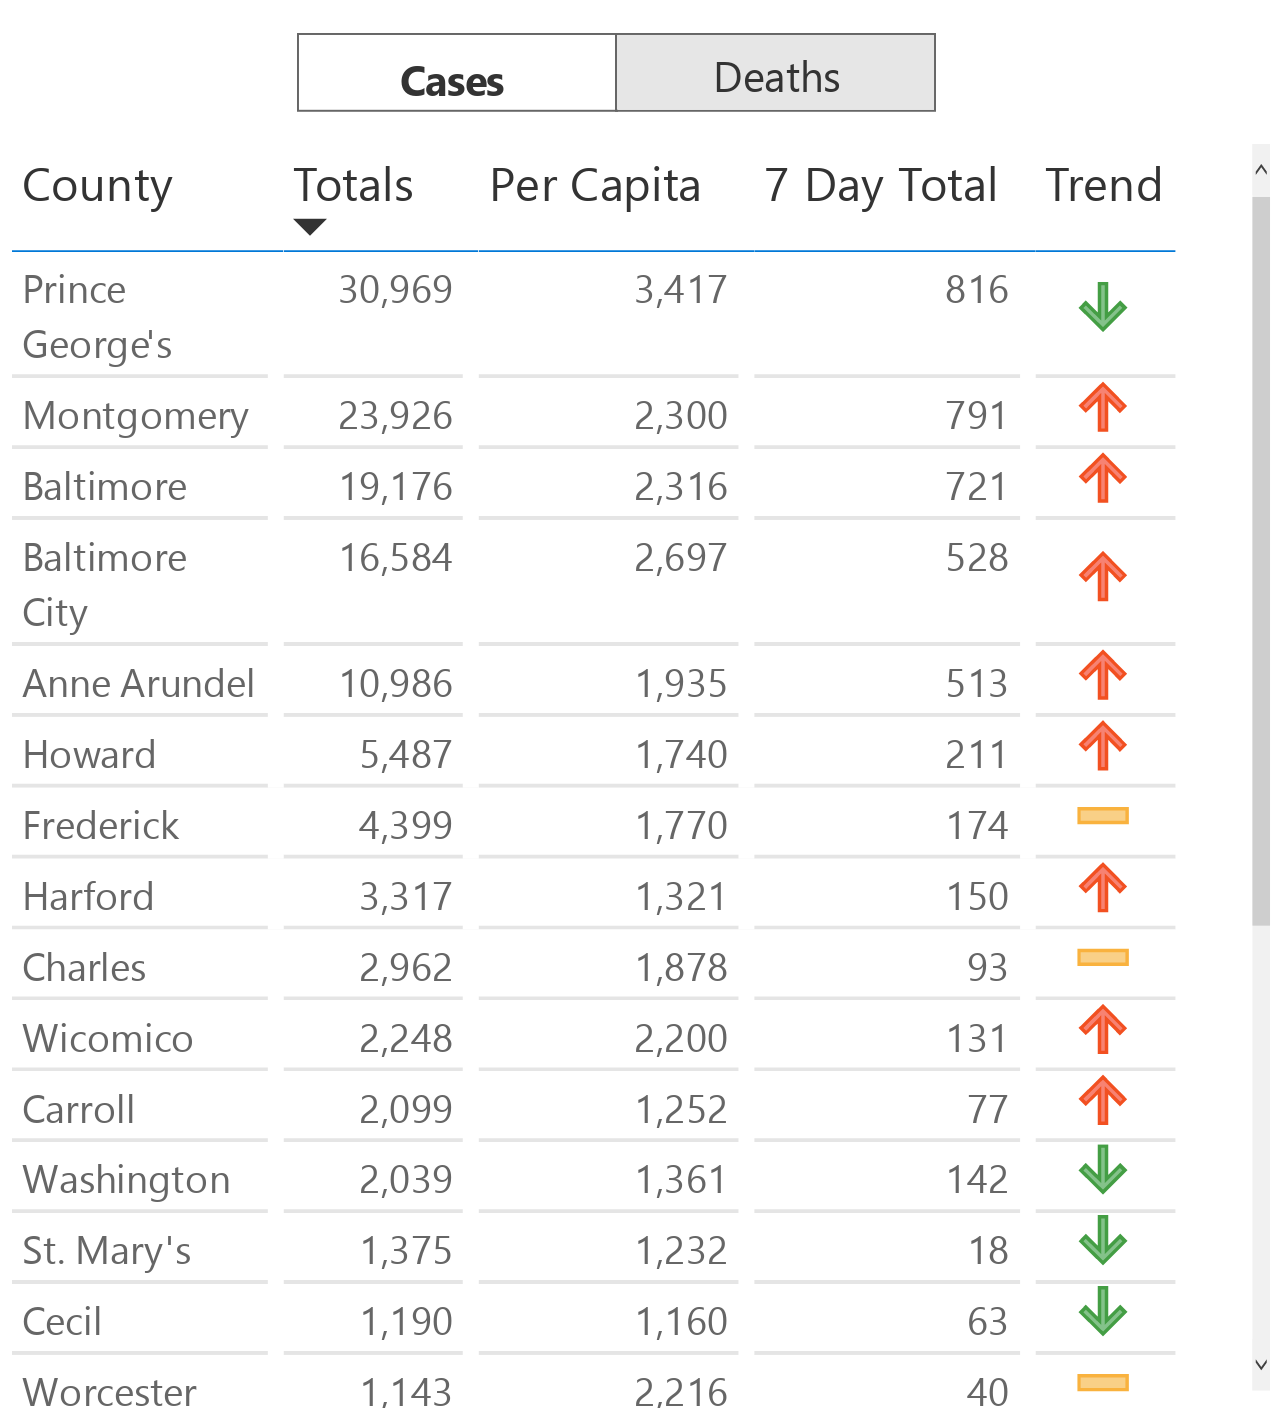 Cases Deaths
County Totals Per Capita 7 Day Total Trend
Prince 30,969 3,417 816
George's
Montgomery 23,926 2,300 791
Baltimore 19,176 2,316 721
Baltimore 16,584 2,697 528
City
Anne Arundel 10,986 1,935 513
Howard 5,487 1,740 211
Frederick 4,399 1,770 174
Harford 3,317 1,321 150
Charles 2,962 1,878 93
Wicomico 2,248 2,200 131
Carroll 2,099 1,252 77
Washington 2,039 1,361 142
St. Mary's 1,375 1,232 18
Cecil 1,190 1,160 63
Worcester 1,143 2,216 40